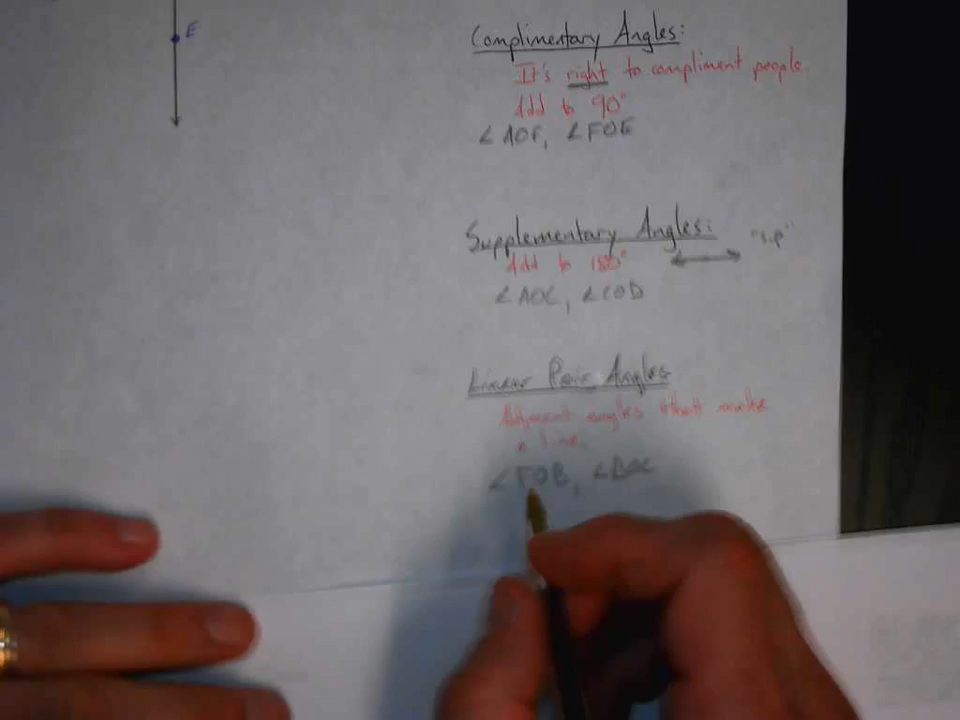 E
Complimentary Angles:
It's right to compliment people.
Add to 90°
∠AOF, ∠FOE
Supplementary Angles:
Add to 180°
∠AOC, ∠COD
Linear Pair Angles
Adjacent angles that make
a line.
∠FOB, ∠BOC